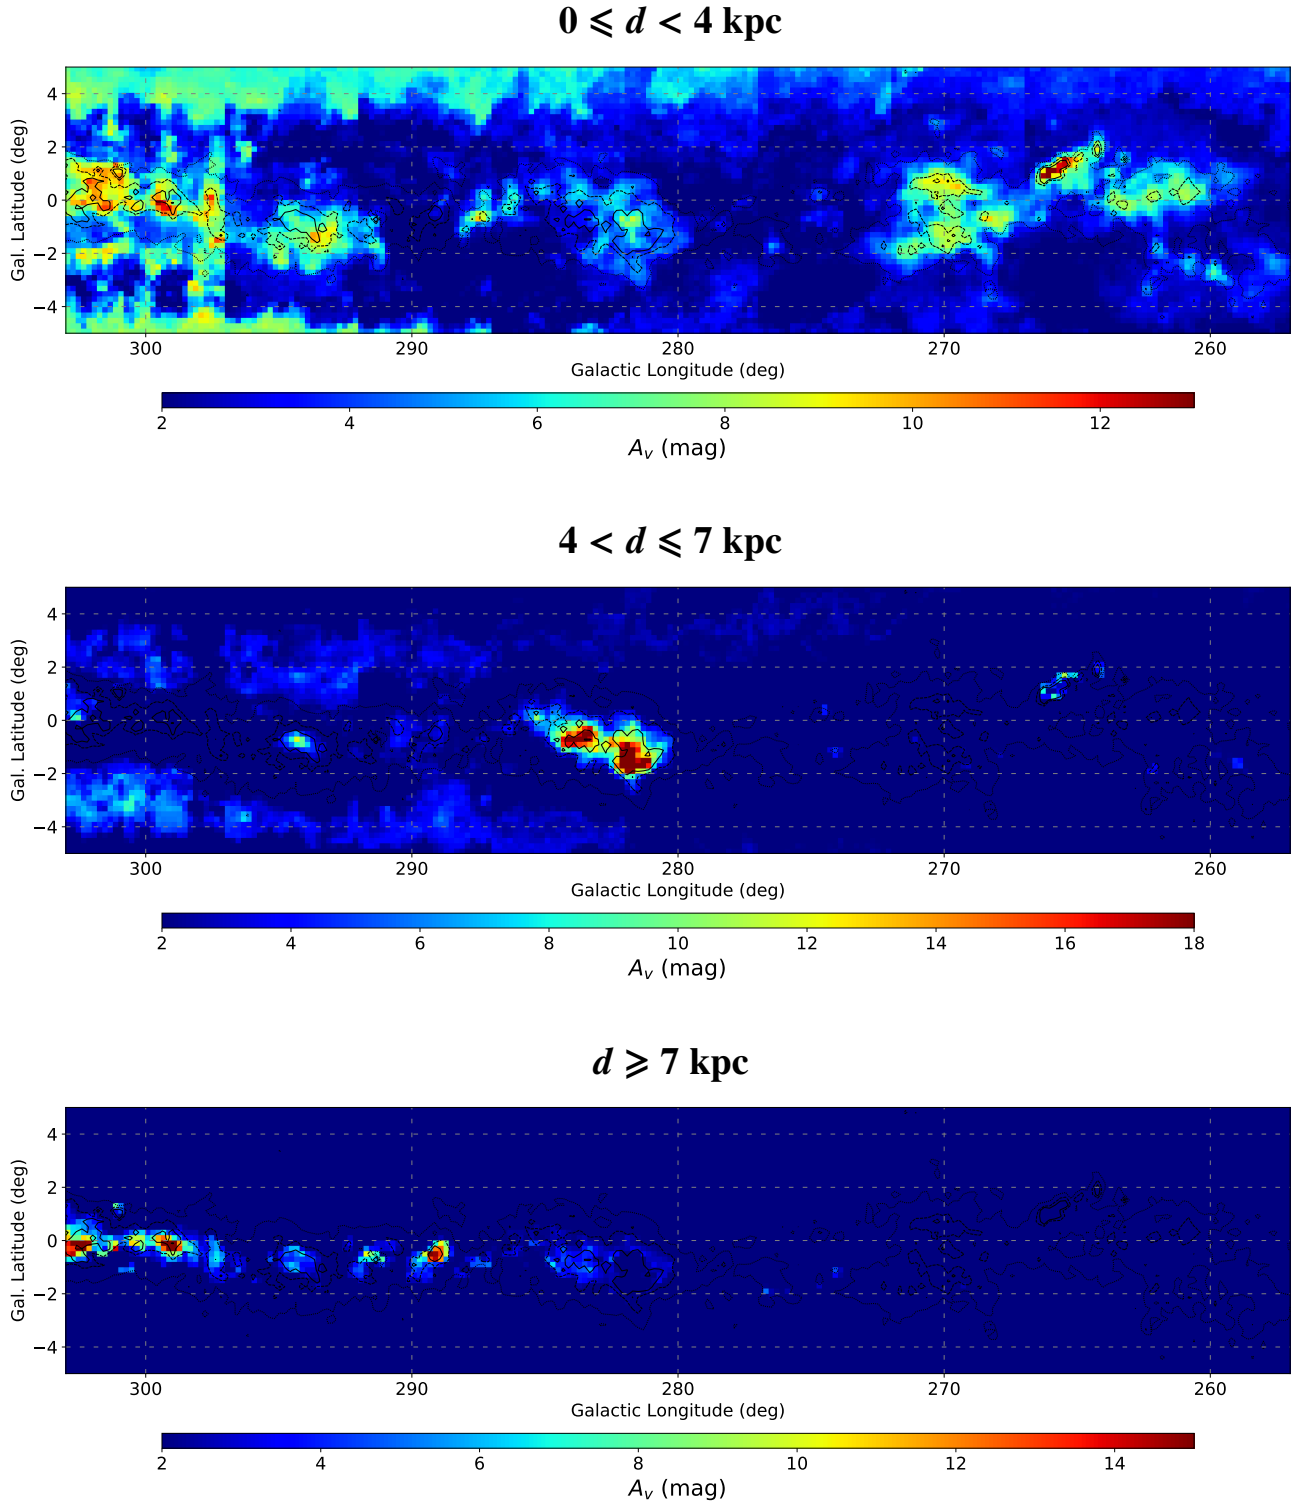 0 ⩽ d < 4 kpc
4
2
0
−2
−4
Gal. Latitude (deg)
300 290 280 270 260
Galactic Longitude (deg)
2 4 6 8 10 12
A_v (mag)
4 < d ⩽ 7 kpc
4
2
0
−2
−4
Gal. Latitude (deg)
300 290 280 270 260
Galactic Longitude (deg)
2 4 6 8 10 12 14 16 18
A_v (mag)
d ⩾ 7 kpc
4
2
0
−2
−4
Gal. Latitude (deg)
300 290 280 270 260
Galactic Longitude (deg)
2 4 6 8 10 12 14
A_v (mag)